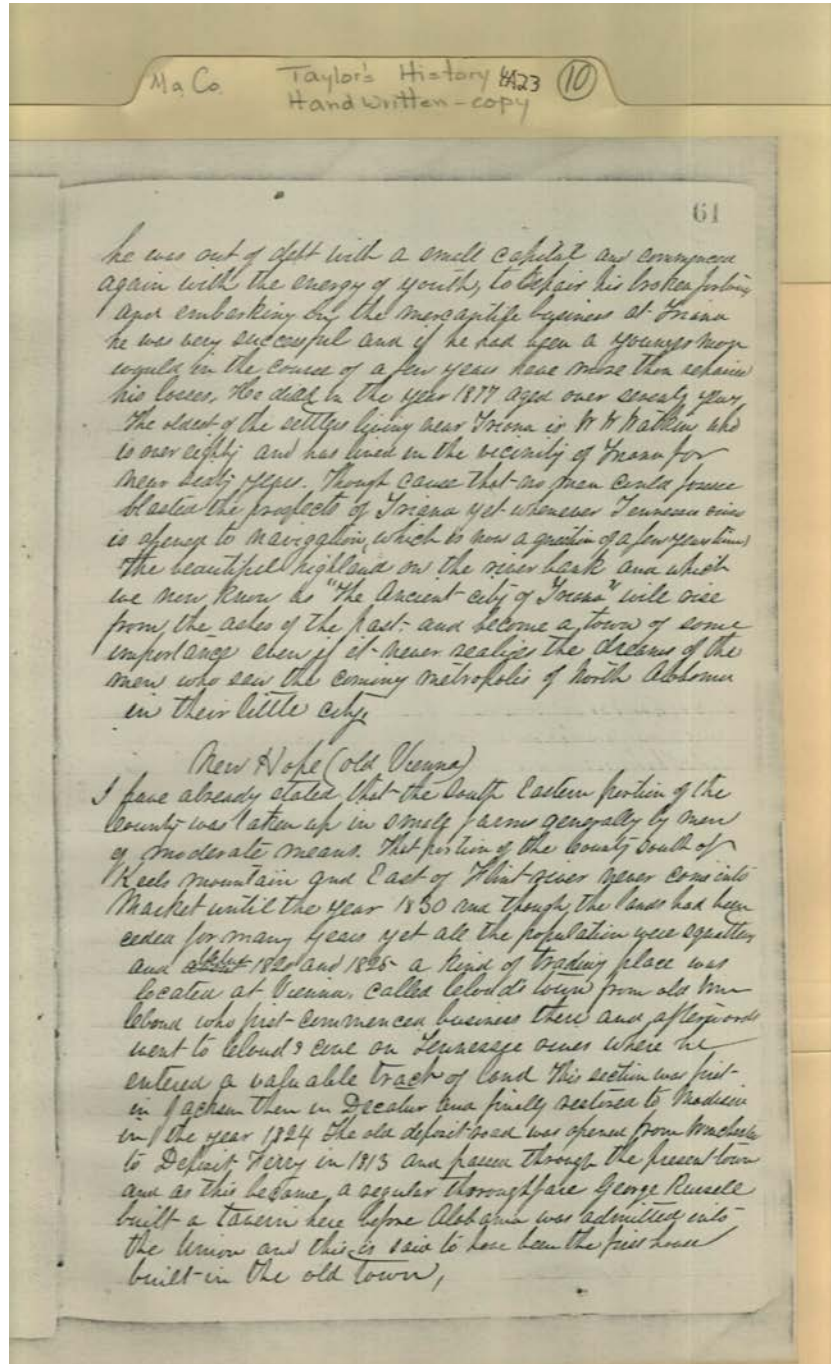 Ma. Co. Taylor's History 4A23 10
Handwritten-copy
61
he was out of debt with a small capital and commenced
again with the energy of youth, to repair his broken fortune
and embarking in the mercantile business at Triana
he was very successful and if he had been a younger man
would in the course of a few years have more than repaired
his losses. He died in the year 1877 aged over seventy years
The oldest of the settlers living near Triana is W W Watkins who
is over eighty and has lived in the vicinity of Triana for
near sixty years. Though cause that no man could foresee
blasted the prospects of Triana yet whenever Tennessee river
is opened to navigation, which is now a question of a few years time
the beautiful highland on the river bank and which
we now know as "The Ancient city of Triana" will rise
from the ashes of the past and become a town of some
importance even if it never realizes the dreams of the
men who saw the coming metropolis of North Alabama
in their little city,
New Hope (old Vienna)
I have already stated that the South Eastern portion of the
County was taken up in small farms generally by men
of moderate means. That portion of the County South of
Keels mountain and East of Flint river never come into
Market until the year 1830 and though the lands had been
ceded for many years yet all the population were squatters
and about 1820 and 1825 a kind of trading place was
located at Vienna, called Clouds town from old Wm
Cloud who first commenced business there and afterwards
went to Cloud's cove on Tennessee river where he
entered a valuable tract of land This section was first
in Jackson then in Decatur and finally restored to Madison
in the year 1824 The old deposit road was opened from Winchester
to Deposit Ferry in 1813 and passed through the present town
and as this became a regular thoroughfare George Russell
built a tavern here before Alabama was admitted into
the Union and this is said to have been the first house
built in the old town,